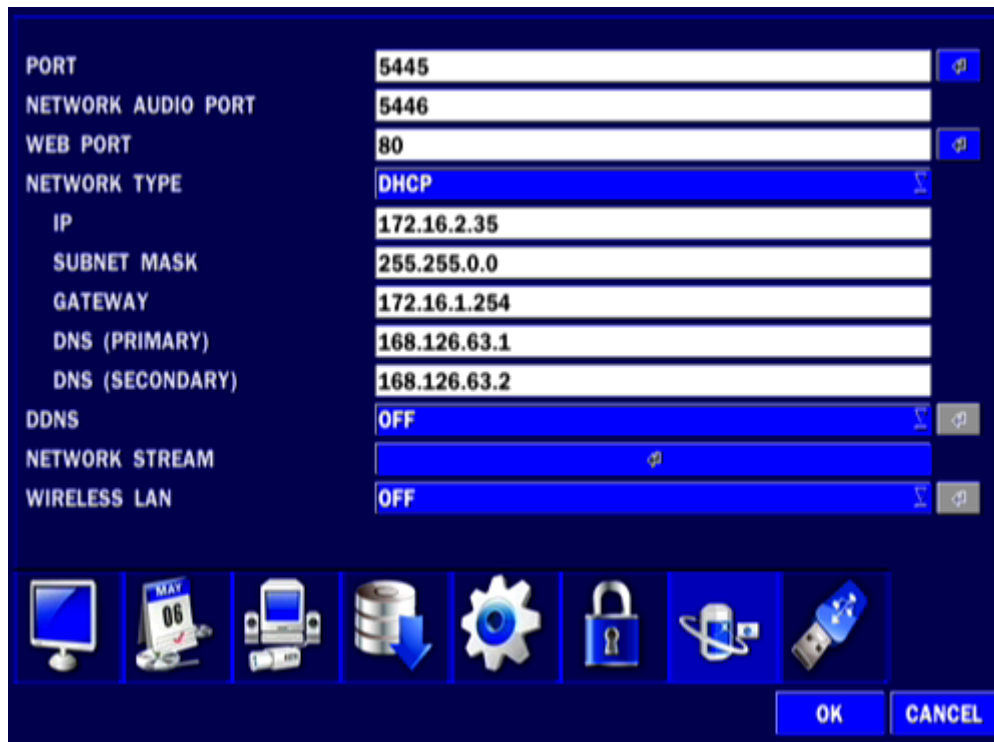 PORT 5445
NETWORK AUDIO PORT 5446
WEB PORT 80
NETWORK TYPE DHCP
IP 172.16.2.35
SUBNET MASK 255.255.0.0
GATEWAY 172.16.1.254
DNS (PRIMARY) 168.126.63.1
DNS (SECONDARY) 168.126.63.2
DDNS OFF
NETWORK STREAM
WIRELESS LAN OFF
MAY
06
OK CANCEL